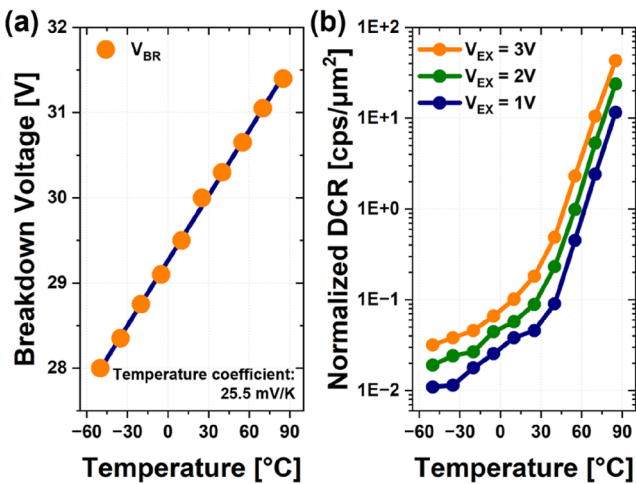 (a)
32
31
30
29
28
Breakdown Voltage [V]
V_BR
Temperature coefficient:
25.5 mV/K
−60 −30 0 30 60 90
Temperature [°C]
(b)
1E+2
1E+1
1E+0
1E−1
1E−2
Normalized DCR [cps/μm²]
V_EX = 3V
V_EX = 2V
V_EX = 1V
−60 −30 0 30 60 90
Temperature [°C]